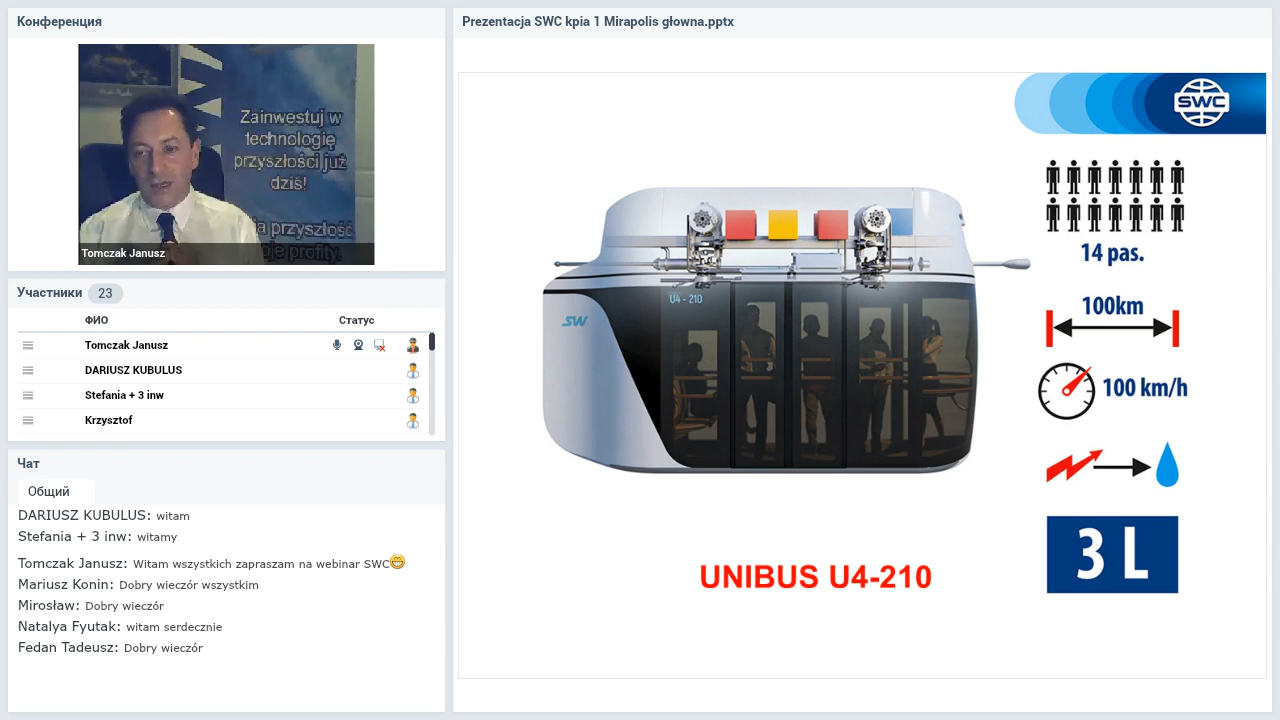 Конференция
Zainwestuj w
technologię
przyszłości już
dziś!
przyszłość
profity.
Tomczak Janusz
Участники 23
ФИО Статус
Tomczak Janusz
DARIUSZ KUBULUS
Stefania + 3 inw
Krzysztof
Чат
Общий
DARIUSZ KUBULUS: witam
Stefania + 3 inw: witamy
Tomczak Janusz: Witam wszystkich zapraszam na webinar SWC
Mariusz Konin: Dobry wieczór wszystkim
Mirosław: Dobry wieczór
Natalya Fyutak: witam serdecznie
Fedan Tadeusz: Dobry wieczór
Prezentacja SWC kpia 1 Mirapolis głowna.pptx
SWC
14 pas.
100km
100 km/h
3 L
U4 - 210
SW
UNIBUS U4-210